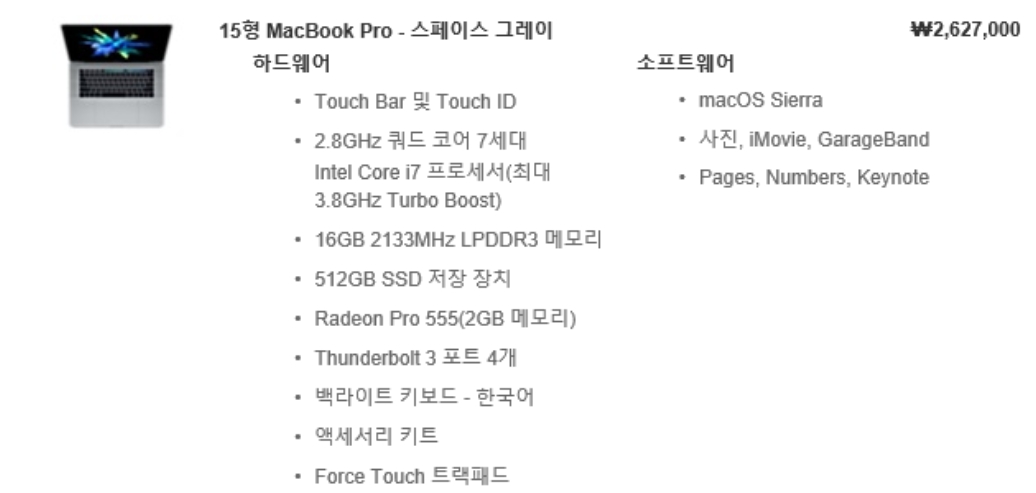 15형 MacBook Pro - 스페이스 그레이
₩2,627,000
하드웨어
Touch Bar 및 Touch ID
2.8GHz 쿼드 코어 7세대
Intel Core i7 프로세서(최대
3.8GHz Turbo Boost)
16GB 2133MHz LPDDR3 메모리
512GB SSD 저장 장치
Radeon Pro 555(2GB 메모리)
Thunderbolt 3 포트 4개
백라이트 키보드 - 한국어
액세서리 키트
Force Touch 트랙패드
소프트웨어
macOS Sierra
사진, iMovie, GarageBand
Pages, Numbers, Keynote